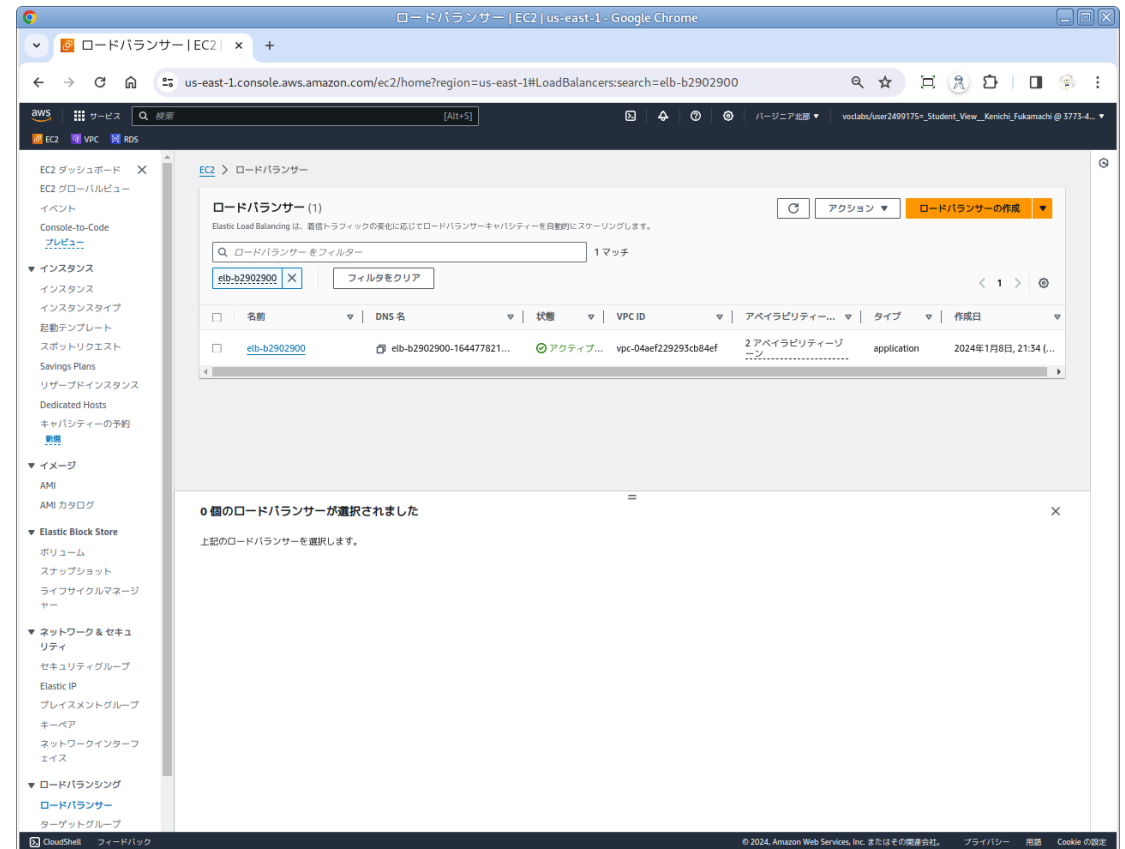 ロードバランサー | EC2 | us-east-1 - Google Chrome
ロードバランサー | EC2 |
us-east-1.console.aws.amazon.com/ec2/home?region=us-east-1#LoadBalancers:search=elb-b2902900
aws サービス 検索 [Alt+S] バージニア北部 ▼ voclabs/user2499175=_Student_View__Kenichi_Fukamachi @ 3773-4... ▼
EC2 VPC RDS
EC2 ダッシュボード
EC2 グローバルビュー
イベント
Console-to-Code
プレビュー
▼ インスタンス
インスタンス
インスタンスタイプ
起動テンプレート
スポットリクエスト
Savings Plans
リザーブドインスタンス
Dedicated Hosts
キャパシティーの予約
新規
▼ イメージ
AMI
AMI カタログ
▼ Elastic Block Store
ボリューム
スナップショット
ライフサイクルマネージ
ャー
▼ ネットワーク & セキュ
リティ
セキュリティグループ
Elastic IP
プレイスメントグループ
キーペア
ネットワークインターフ
ェイス
▼ ロードバランシング
ロードバランサー
ターゲットグループ
EC2 > ロードバランサー
ロードバランサー (1)
アクション ▼
ロードバランサーの作成 ▼
Elastic Load Balancing は、着信トラフィックの変化に応じてロードバランサーキャパシティーを自動的にスケーリングします。
ロードバランサー をフィルター
1 マッチ
elb-b2902900
フィルタをクリア
< 1 >
名前 DNS 名 状態 VPC ID アベイラビリティー... タイプ 作成日
elb-b2902900 elb-b2902900-164477821... アクティブ... vpc-04aef229293cb84ef 2 アベイラビリティーゾ application 2024年1月8日, 21:34 (...
ーン
0 個のロードバランサーが選択されました
上記のロードバランサーを選択します。
CloudShell フィードバック © 2024, Amazon Web Services, Inc. またはその関連会社。 プライバシー 用語 Cookie の設定